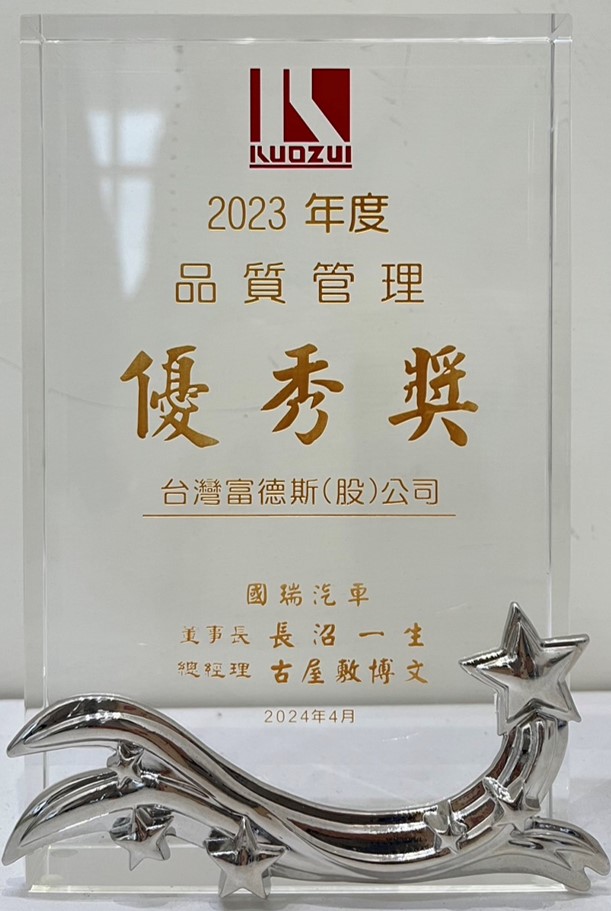 KUOZUI
2023 年度
品質管理
優秀獎
台灣富德斯(股)公司
國瑞汽車
董事長 長沼一生
總經理 古屋敷博文
2024年4月